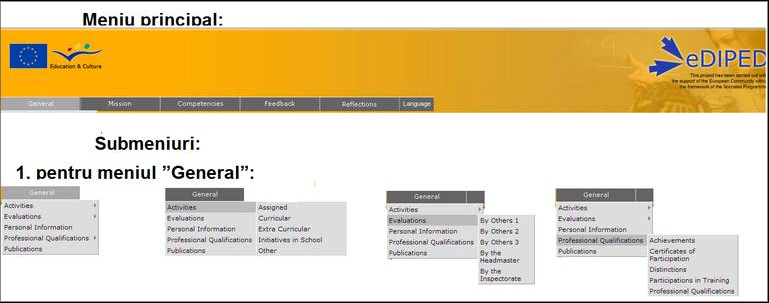 Meniu principal:
Education & Culture
eDIPED
This project has been carried out with
the support of the European Community within
the framework of the Socrates Programme
General Mission Competencies Feedback Reflections Language
Submeniuri:
1. pentru meniul ”General”:
General
Activities
Evaluations
Personal Information
Professional Qualifications
Publications
General
Activities Assigned
Evaluations Curricular
Personal Information Extra Curricular
Professional Qualifications Initiatives in School
Publications Other
General
Activities
Evaluations By Others 1
Personal Information By Others 2
Professional Qualifications By Others 3
Publications By the
Headmaster
By the
Inspectorate
General
Activities
Evaluations
Personal Information
Professional Qualifications Achievements
Publications Certificates of
Participation
Distinctions
Participations in Training
Professional Qualifications